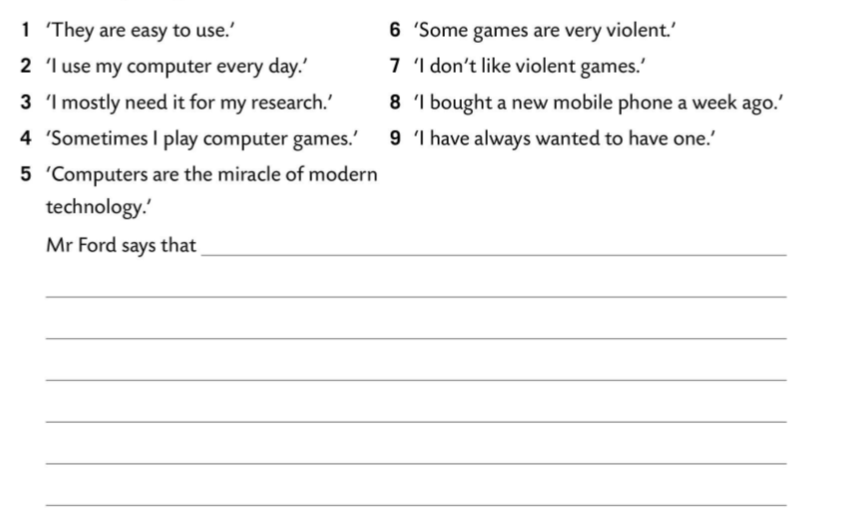 1 ‘They are easy to use.’
2 ‘I use my computer every day.’
3 ‘I mostly need it for my research.’
4 ‘Sometimes I play computer games.’
5 ‘Computers are the miracle of modern
technology.’
6 ‘Some games are very violent.’
7 ‘I don’t like violent games.’
8 ‘I bought a new mobile phone a week ago.’
9 ‘I have always wanted to have one.’
Mr Ford says that